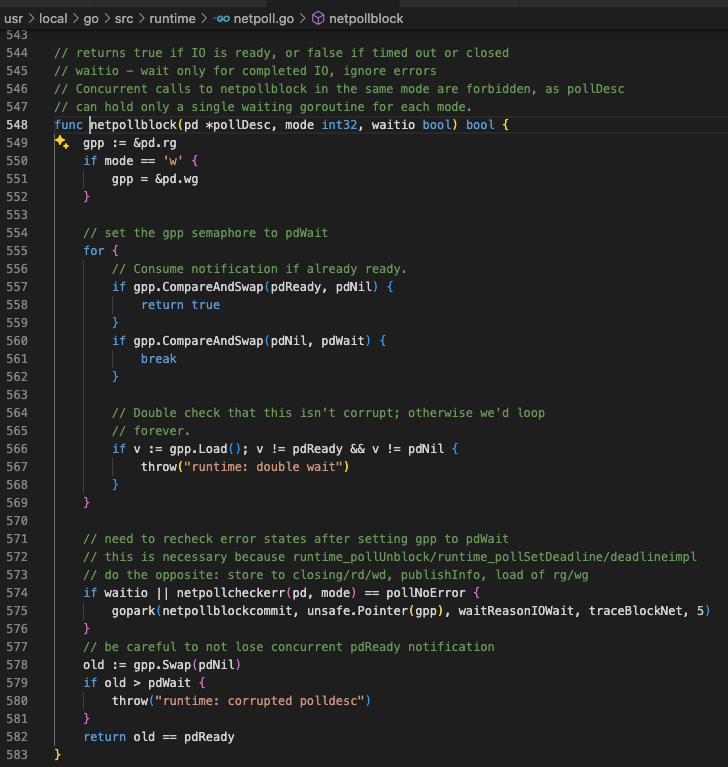 usr > local > go > src > runtime > GO netpoll.go > netpollblock
543
544 // returns true if IO is ready, or false if timed out or closed
545 // waitio - wait only for completed IO, ignore errors
546 // Concurrent calls to netpollblock in the same mode are forbidden, as pollDesc
547 // can hold only a single waiting goroutine for each mode.
548 func netpollblock(pd *pollDesc, mode int32, waitio bool) bool {
549     gpp := &pd.rg
550     if mode == 'w' {
551         gpp = &pd.wg
552     }
553
554     // set the gpp semaphore to pdWait
555     for {
556         // Consume notification if already ready.
557         if gpp.CompareAndSwap(pdReady, pdNil) {
558             return true
559         }
560         if gpp.CompareAndSwap(pdNil, pdWait) {
561             break
562         }
563
564         // Double check that this isn't corrupt; otherwise we'd loop
565         // forever.
566         if v := gpp.Load(); v != pdReady && v != pdNil {
567             throw("runtime: double wait")
568         }
569     }
570
571     // need to recheck error states after setting gpp to pdWait
572     // this is necessary because runtime_pollUnblock/runtime_pollSetDeadline/deadlineimpl
573     // do the opposite: store to closing/rd/wd, publishInfo, load of rg/wg
574     if waitio || netpollcheckerr(pd, mode) == pollNoError {
575         gopark(netpollblockcommit, unsafe.Pointer(gpp), waitReasonIOWait, traceBlockNet, 5)
576     }
577     // be careful to not lose concurrent pdReady notification
578     old := gpp.Swap(pdNil)
579     if old > pdWait {
580         throw("runtime: corrupted polldesc")
581     }
582     return old == pdReady
583 }